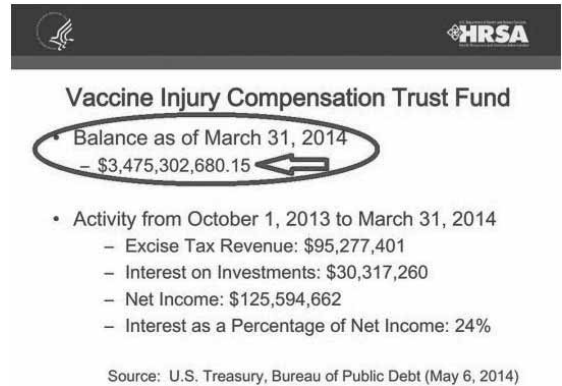 HRSA
Vaccine Injury Compensation Trust Fund
• Balance as of March 31, 2014
– $3,475,302,680.15
• Activity from October 1, 2013 to March 31, 2014
– Excise Tax Revenue: $95,277,401
– Interest on Investments: $30,317,260
– Net Income: $125,594,662
– Interest as a Percentage of Net Income: 24%
Source: U.S. Treasury, Bureau of Public Debt (May 6, 2014)